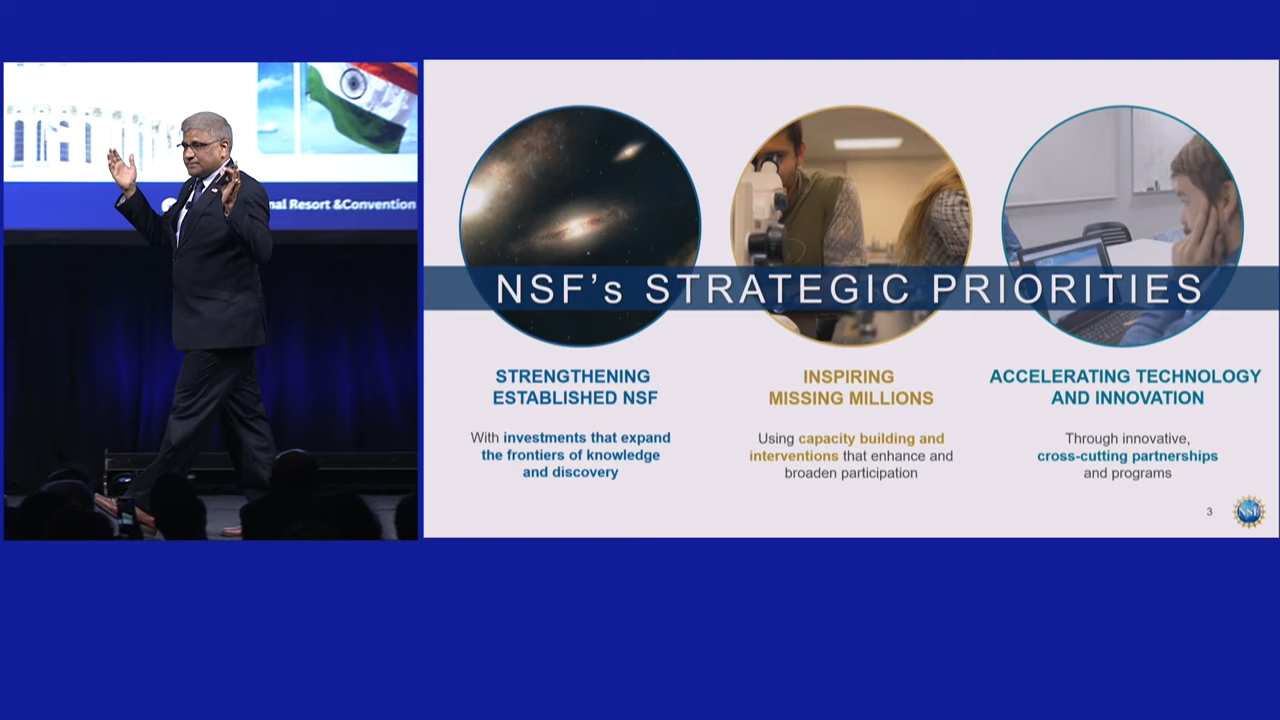 nal Resort &Convention
NSF's STRATEGIC PRIORITIES
STRENGTHENING
ESTABLISHED NSF
With investments that expand
the frontiers of knowledge
and discovery
INSPIRING
MISSING MILLIONS
Using capacity building and
interventions that enhance and
broaden participation
ACCELERATING TECHNOLOGY
AND INNOVATION
Through innovative,
cross-cutting partnerships
and programs
3
NSF